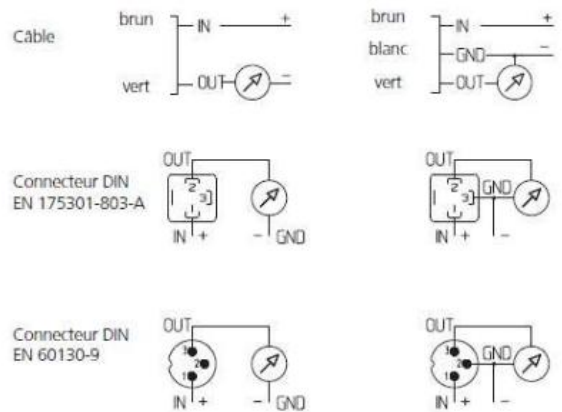 brun IN + brun IN +
Câble blanc GND −
vert OUT − vert OUT
OUT OUT
Connecteur DIN 2 2 GND
EN 175301-803-A 3 3
1 1
IN + − GND IN + −
OUT OUT
Connecteur DIN 3 3 GND
EN 60130-9 2 2
1 1
IN + − GND IN + −